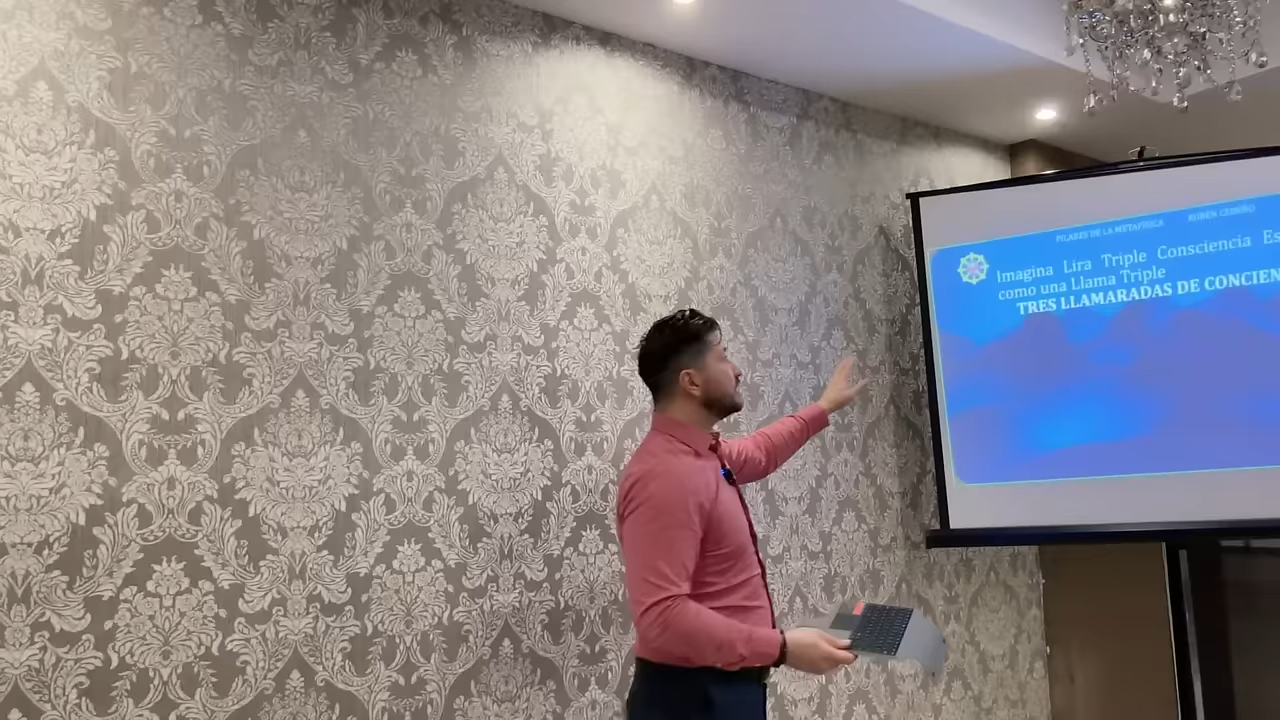 PILARES DE LA METAFÍSICA RUBÉN CEDEÑO
Imagina Lira Triple Consciencia Es
como una Llama Triple
TRES LLAMARADAS DE CONCIEN